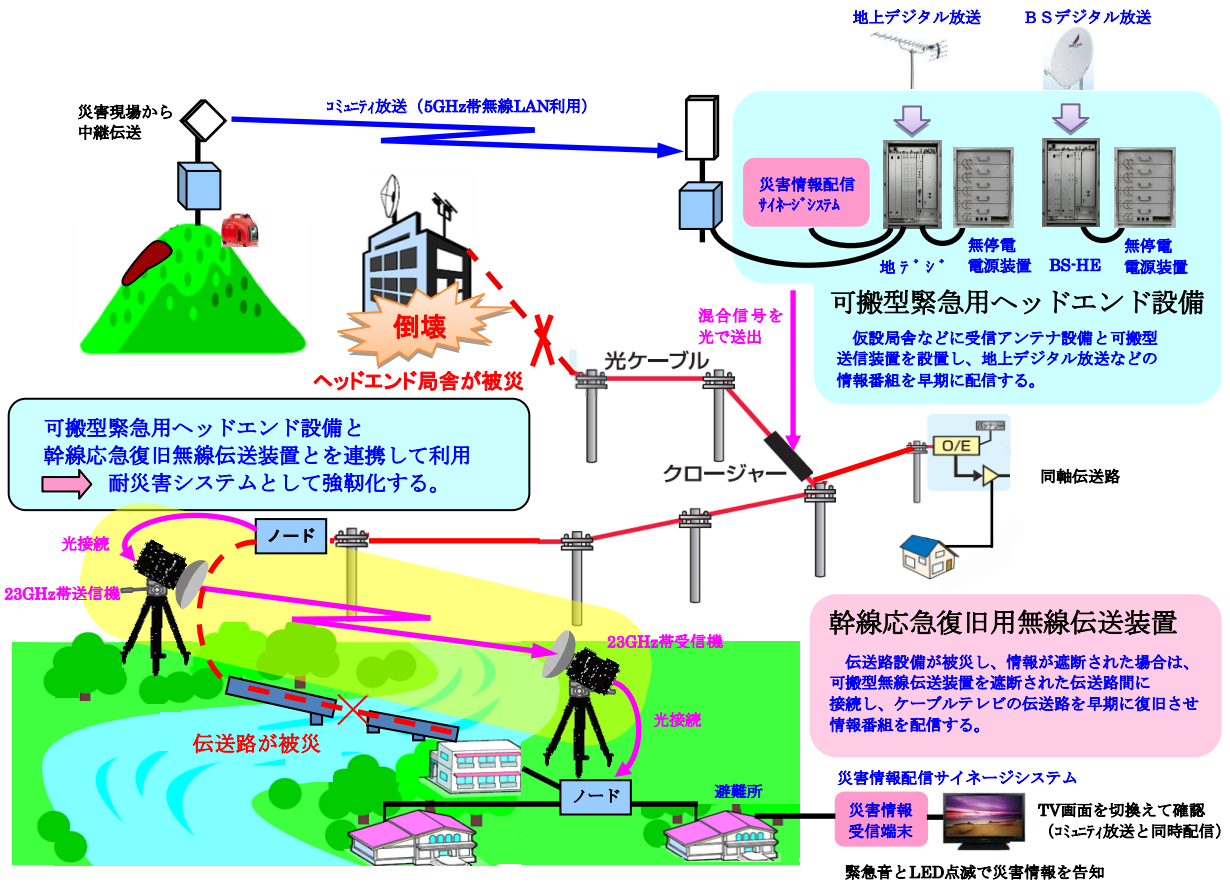 地上デジタル放送
ＢＳデジタル放送
災害現場から
中継伝送
ｺﾐｭﾆﾃｨ放送（5GHz帯無線LAN利用）
災害情報配信
ｻｲﾈｰｼﾞｼｽﾃﾑ
地ﾃﾞｼﾞ
無停電
電源装置
BS-HE
無停電
電源装置
可搬型緊急用ヘッドエンド設備
仮設局舎などに受信アンテナ設備と可搬型
送信装置を設置し、地上デジタル放送などの
情報番組を早期に配信する。
倒壊
ヘッドエンド局舎が被災
混合信号を
光で送出
光ケーブル
クロージャー
O/E
同軸伝送路
可搬型緊急用ヘッドエンド設備と
幹線応急復旧無線伝送装置とを連携して利用
耐災害システムとして強靭化する。
光接続
ノード
23GHz帯送信機
23GHz帯受信機
光接続
伝送路が被災
幹線応急復旧用無線伝送装置
伝送路設備が被災し、情報が遮断された場合は、
可搬型無線伝送装置を遮断された伝送路間に
接続し、ケーブルテレビの伝送路を早期に復旧させ
情報番組を配信する。
ノード
避難所
災害情報配信サイネージシステム
災害情報
受信端末
TV画面を切換えて確認
（ｺﾐｭﾆﾃｨ放送と同時配信）
緊急音とLED点滅で災害情報を告知